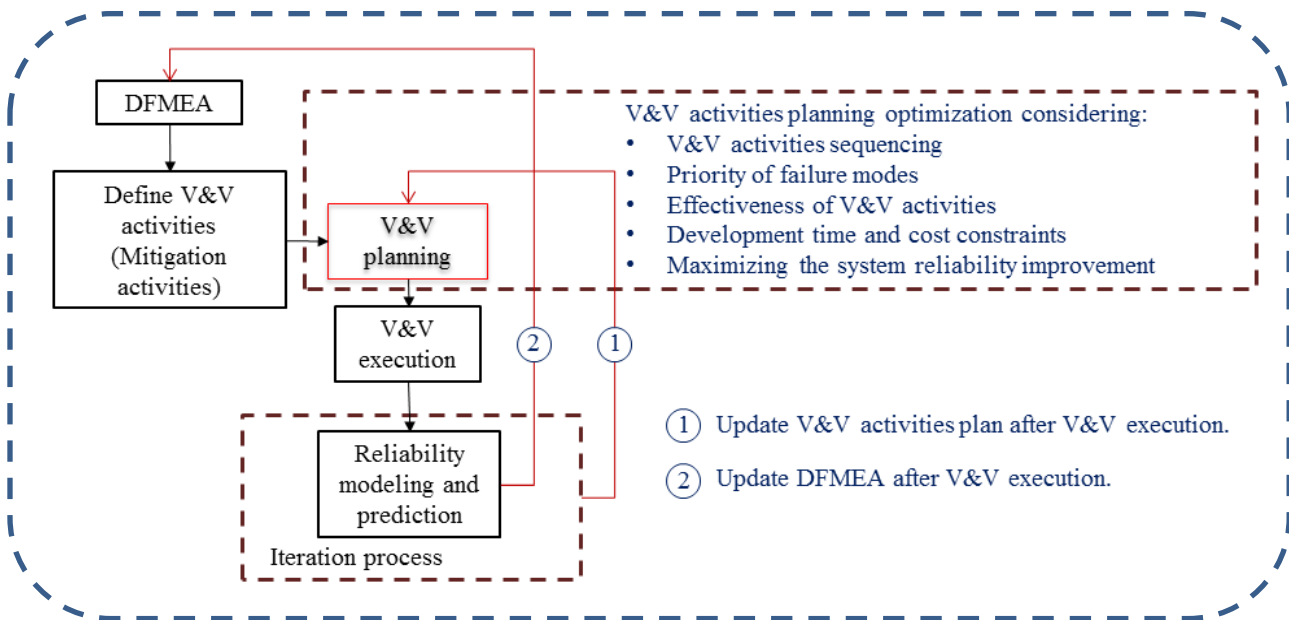 DFMEA
Define V&V
activities
(Mitigation
activities)
V&V activities planning optimization considering:
• V&V activities sequencing
• Priority of failure modes
• Effectiveness of V&V activities
• Development time and cost constraints
• Maximizing the system reliability improvement
V&V
planning
V&V
execution
2
1
Reliability
modeling and
prediction
Iteration process
1 Update V&V activities plan after V&V execution.
2 Update DFMEA after V&V execution.